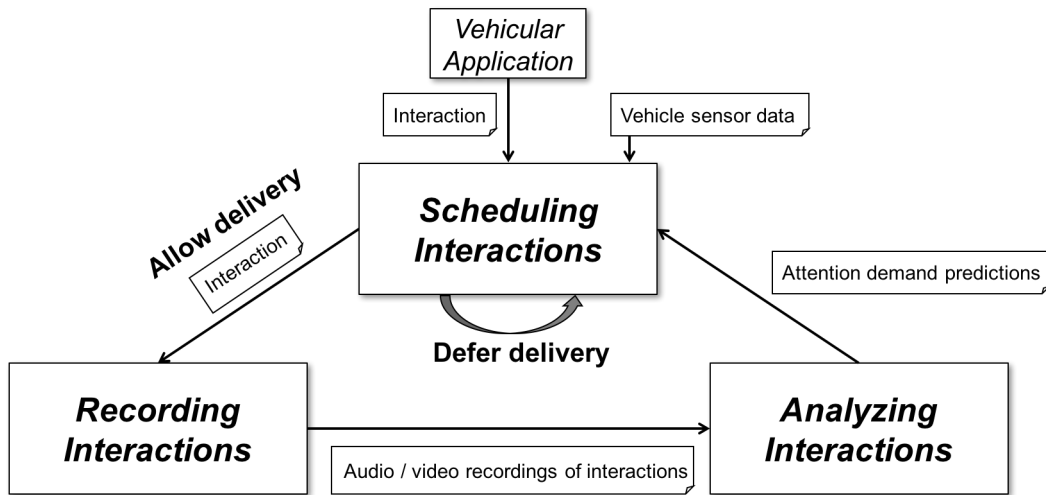 Vehicular
Application
Interaction
Vehicle sensor data
Scheduling
Interactions
Allow delivery
Interaction
Attention demand predictions
Defer delivery
Recording
Interactions
Analyzing
Interactions
Audio / video recordings of interactions